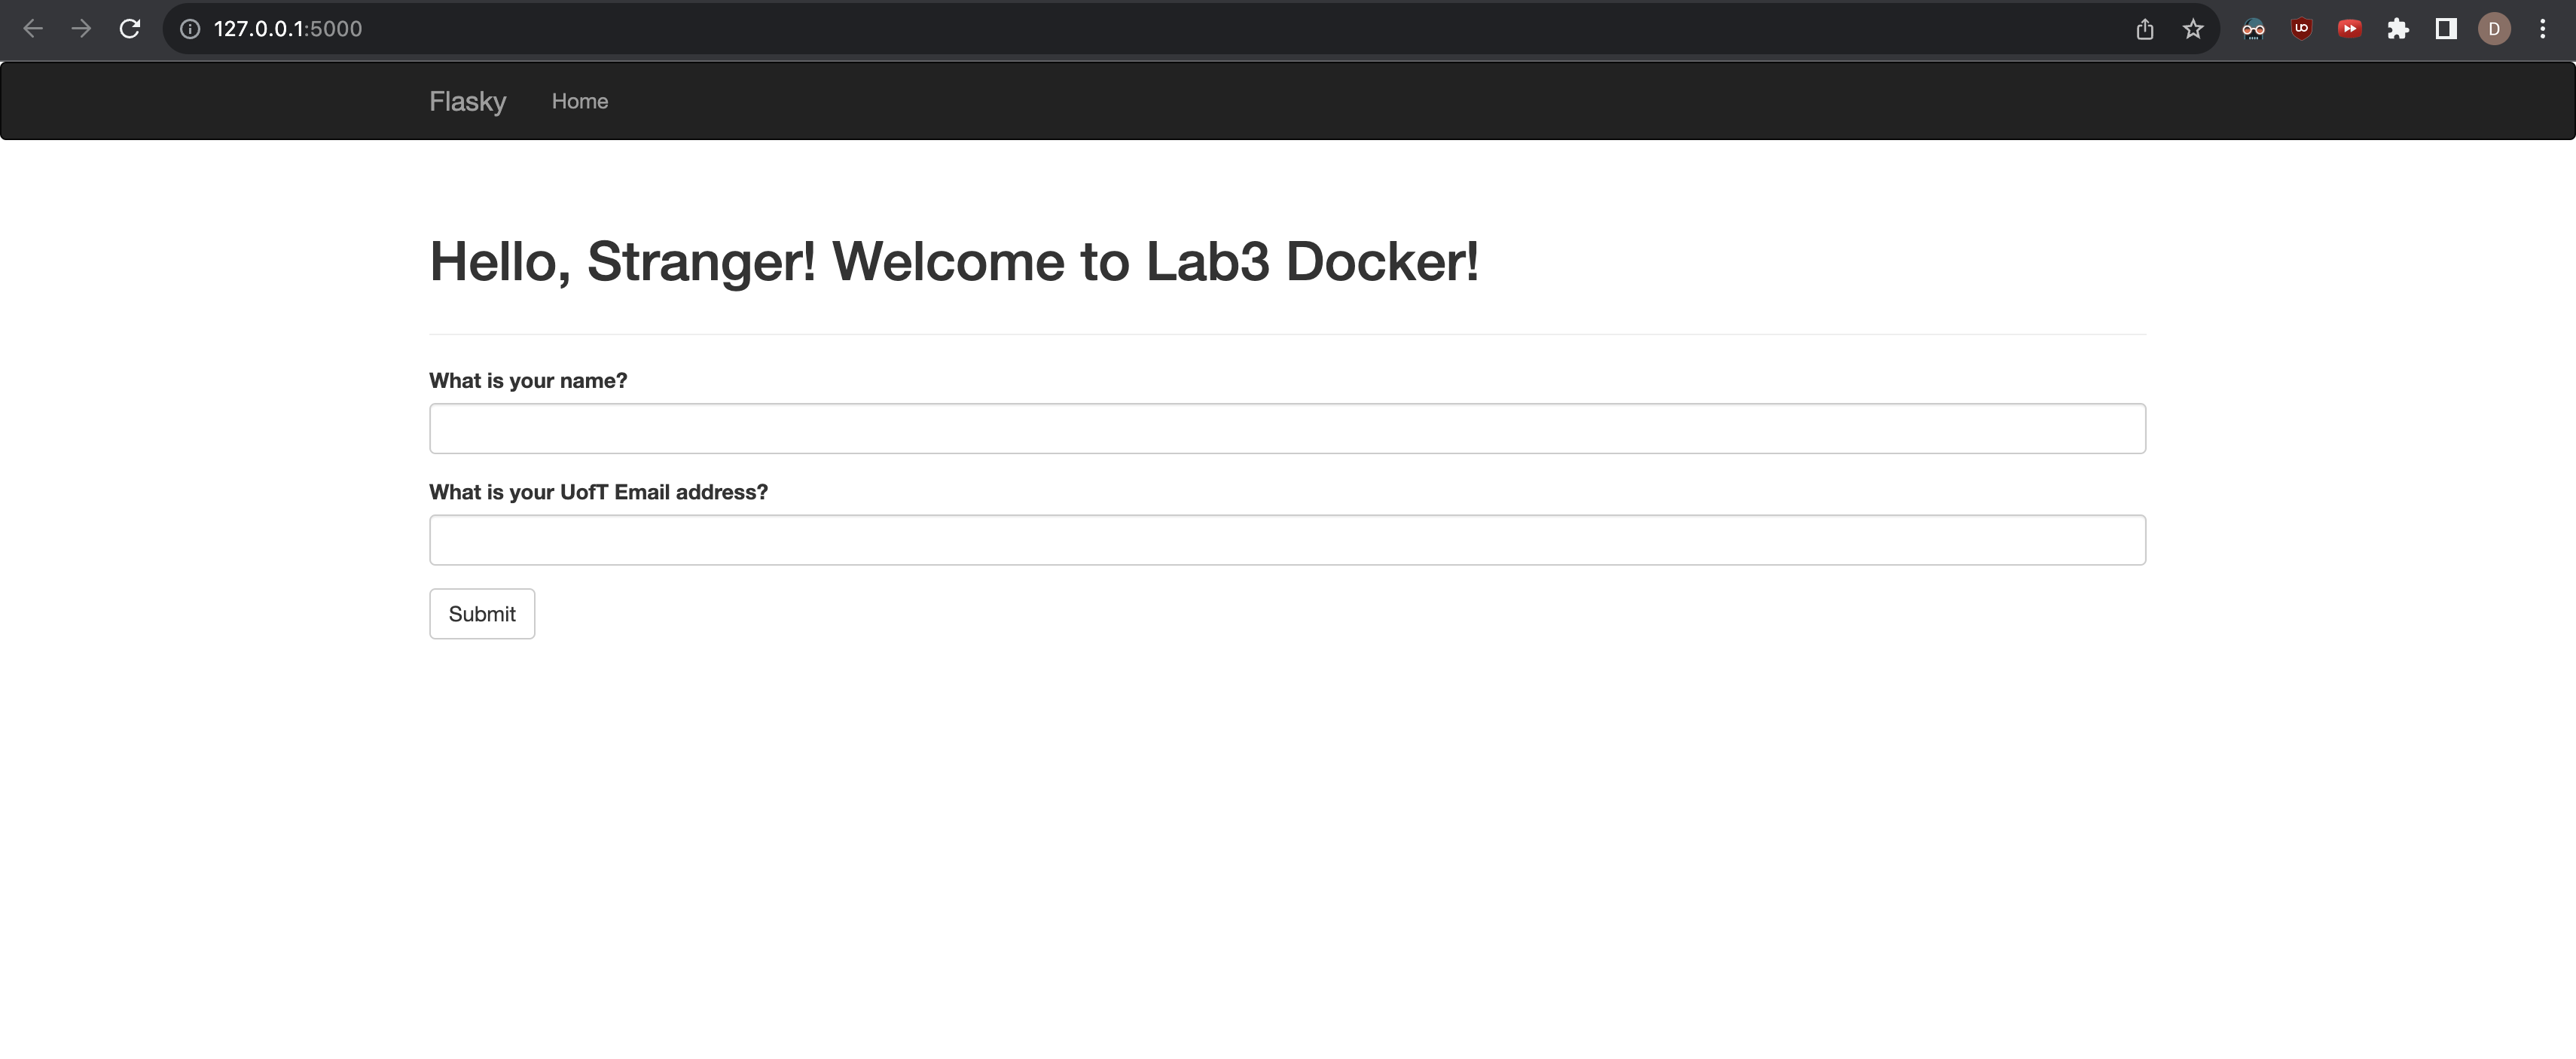 127.0.0.1:5000
D
Flasky Home
Hello, Stranger! Welcome to Lab3 Docker!
What is your name?
What is your UofT Email address?
Submit